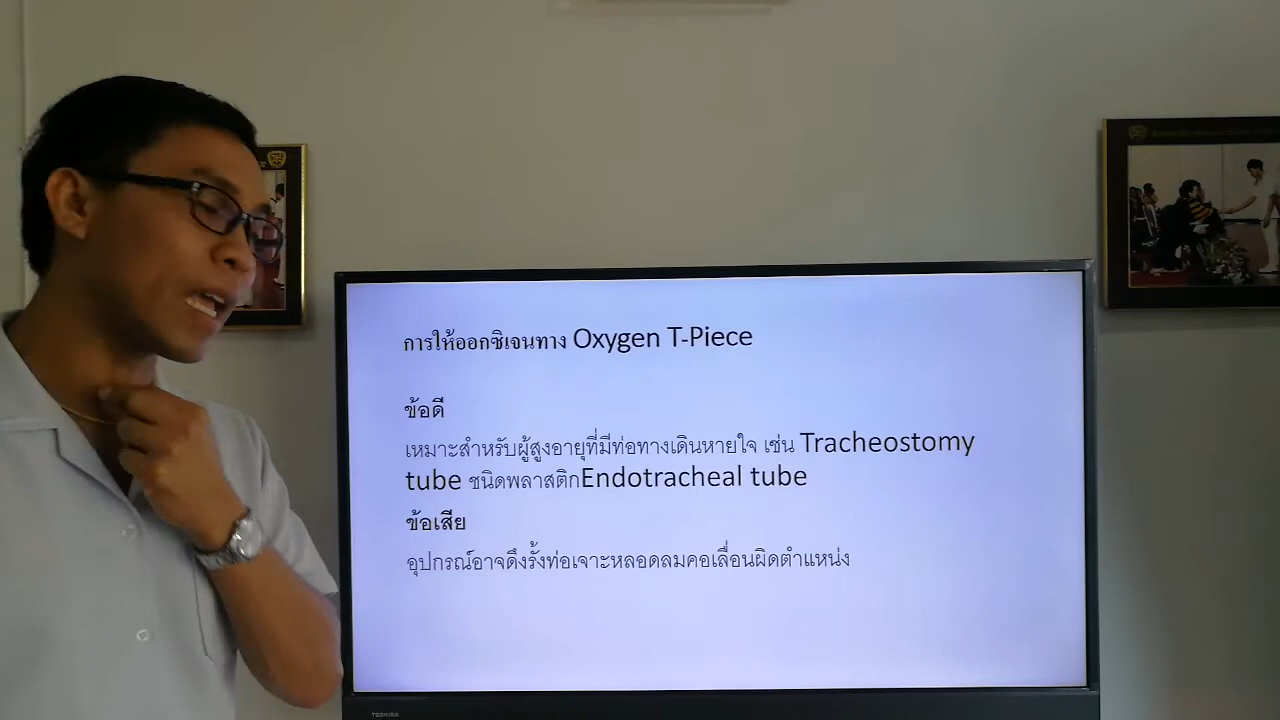 การให้ออกซิเจนทาง Oxygen T-Piece
ข้อดี
เหมาะสำหรับผู้สูงอายุที่มีท่อทางเดินหายใจ เช่น Tracheostomy
tube ชนิดพลาสติกEndotracheal tube
ข้อเสีย
อุปกรณ์อาจดึงรั้งท่อเจาะหลอดลมคอเลื่อนผิดตำแหน่ง
TOSHIBA